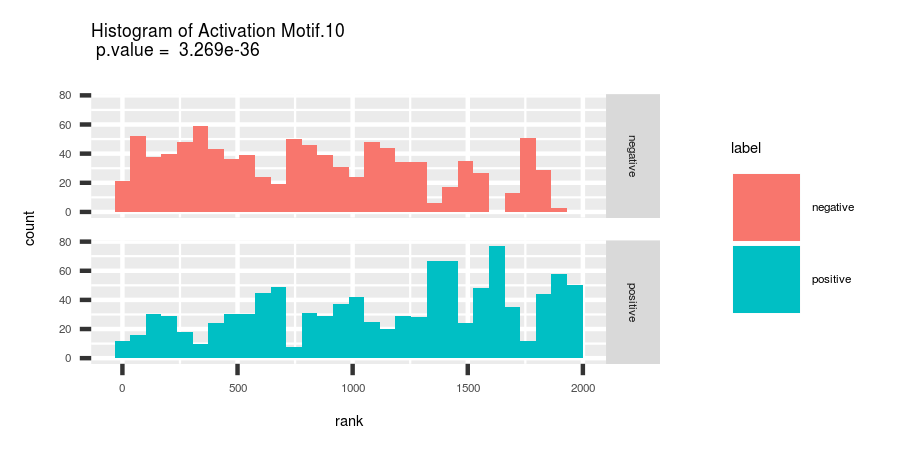 Histogram of Activation Motif.10
p.value = 3.269e-36
80
60
40
20
0
negative
80
60
40
20
0
positive
0 500 1000 1500 2000
rank
count
label
negative
positive